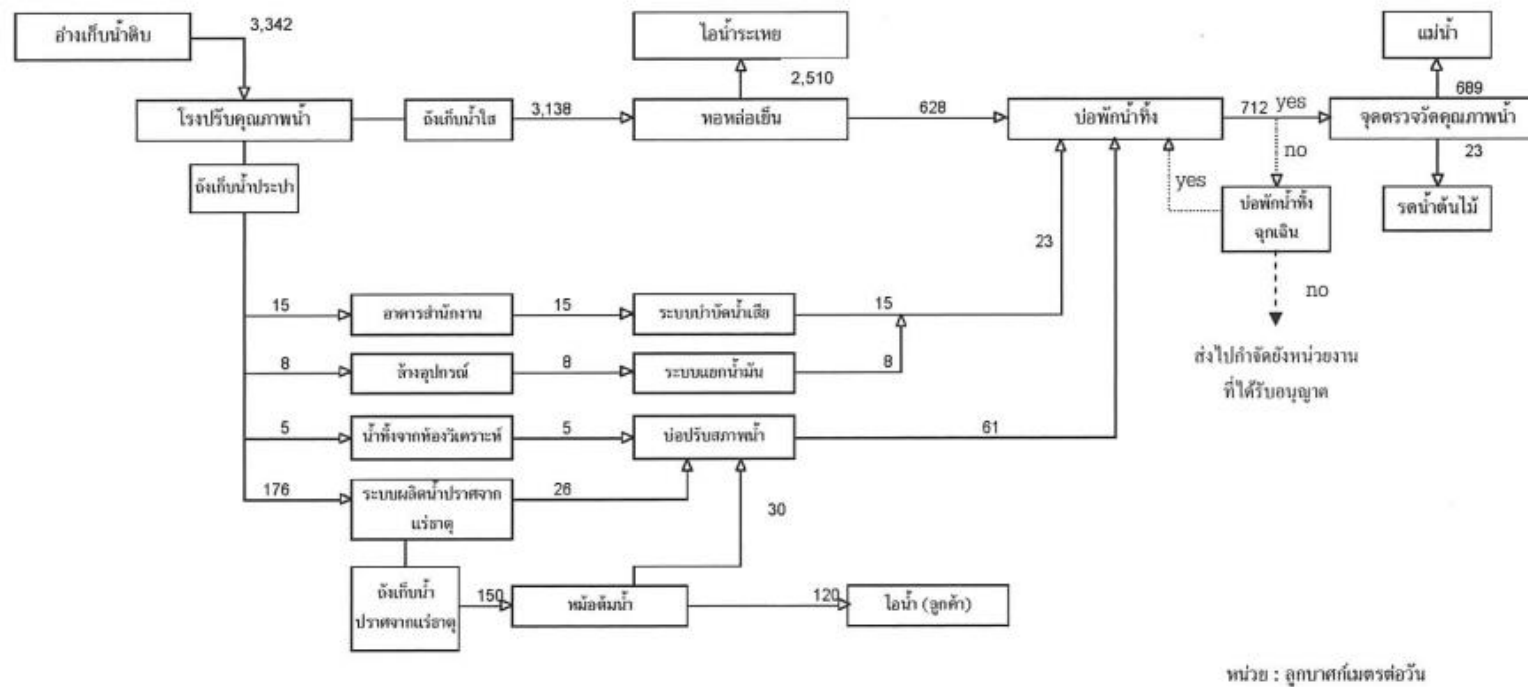 อ่างเก็บน้ำดิบ
3,342
ไอน้ำระเหย
แม่น้ำ
2,510
689
โรงปรับคุณภาพน้ำ
ถังเก็บน้ำใส
3,138
หอหล่อเย็น
628
บ่อพักน้ำทิ้ง
712
yes
จุดตรวจวัดคุณภาพน้ำ
no
23
ถังเก็บน้ำประปา
yes
บ่อพักน้ำทิ้ง
ฉุกเฉิน
รดน้ำต้นไม้
23
no
15
อาคารสำนักงาน
15
ระบบบำบัดน้ำเสีย
15
ส่งไปกำจัดยังหน่วยงาน
ที่ได้รับอนุญาต
8
ล้างอุปกรณ์
8
ระบบแยกน้ำมัน
8
5
น้ำทิ้งจากห้องวิเคราะห์
5
บ่อปรับสภาพน้ำ
61
176
ระบบผลิตน้ำปราศจาก
แร่ธาตุ
26
30
ถังเก็บน้ำ
ปราศจากแร่ธาตุ
150
หม้อต้มน้ำ
120
ไอน้ำ (ลูกค้า)
หน่วย : ลูกบาศก์เมตรต่อวัน